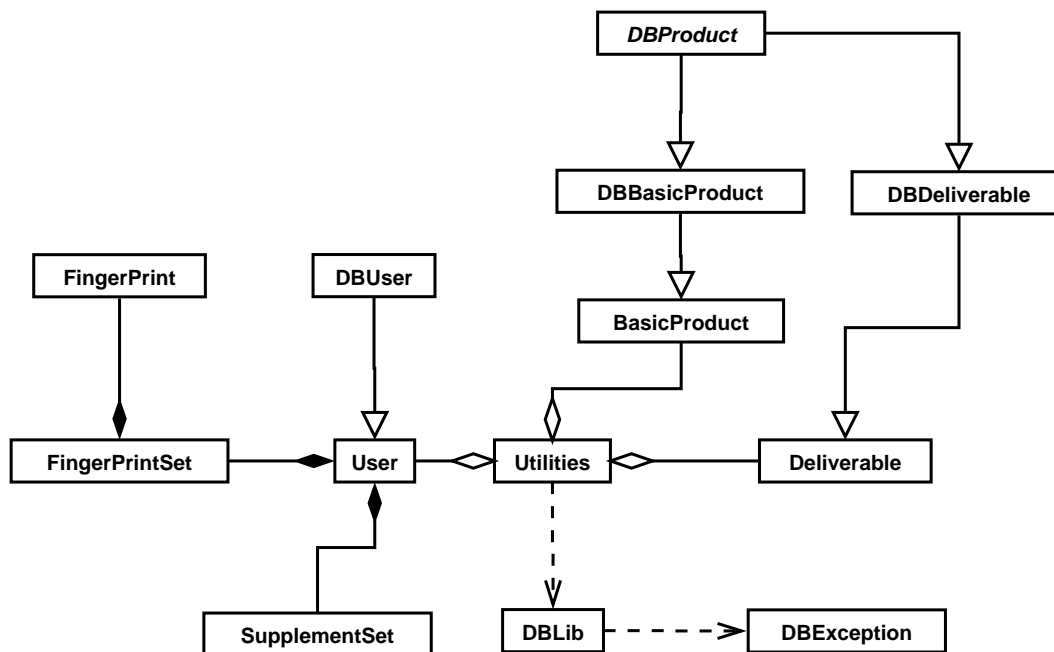 DBProduct
DBBasicProduct
DBDeliverable
FingerPrint
DBUser
BasicProduct
FingerPrintSet
User
Utilities
Deliverable
SupplementSet
DBLib
DBException